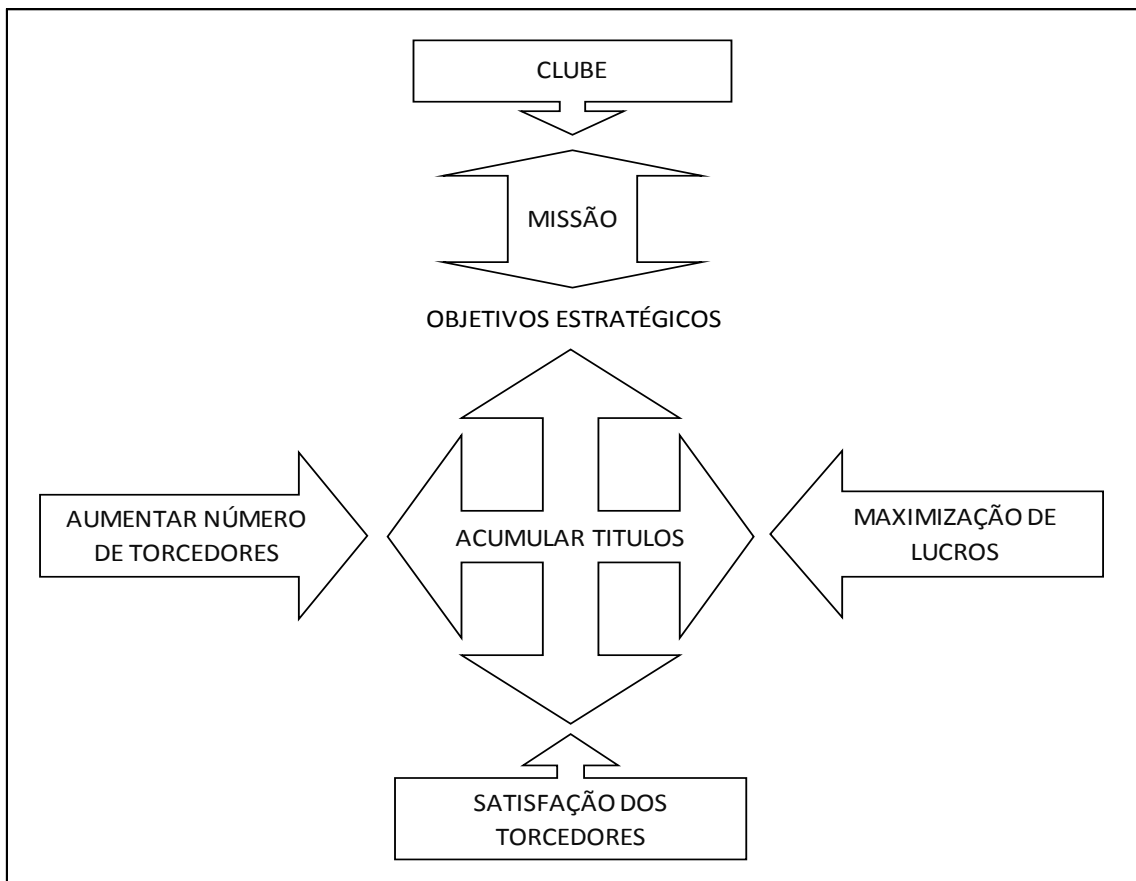 CLUBE
MISSÃO
OBJETIVOS ESTRATÉGICOS
AUMENTAR NÚMERO
DE TORCEDORES
ACUMULAR TITULOS
MAXIMIZAÇÃO DE
LUCROS
SATISFAÇÃO DOS
TORCEDORES